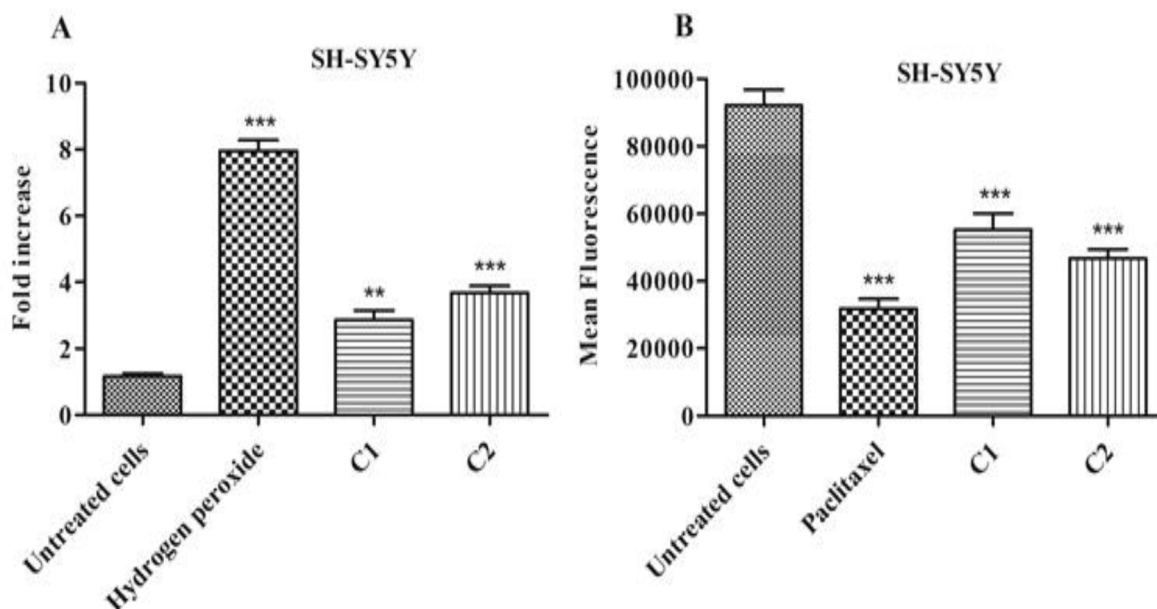 A
SH-SY5Y
Fold increase
10
8
6
4
2
0
***
**
***
Untreated cells
Hydrogen peroxide
C1
C2
B
SH-SY5Y
Mean Fluorescence
100000
80000
60000
40000
20000
0
***
***
***
Untreated cells
Paclitaxel
C1
C2